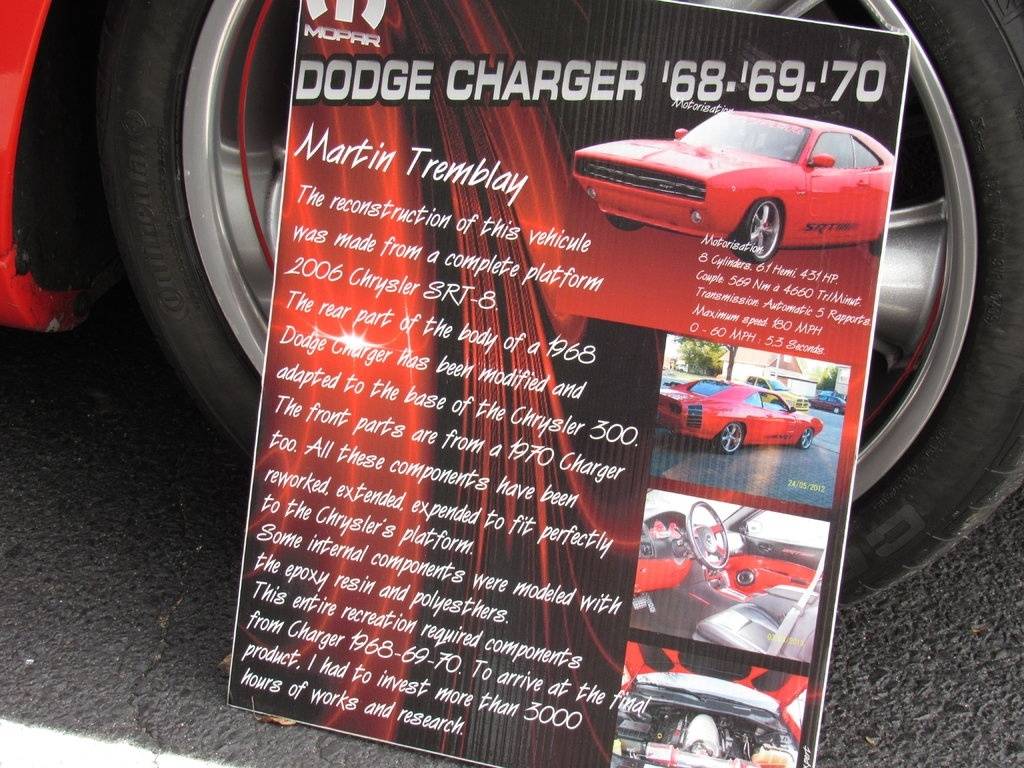 MOPAR
DODGE CHARGER '68-'69-'70
Motorisation
Martin Tremblay
The reconstruction of this vehicule
was made from a complete platform
2006 Chrysler SRT-8.
The rear part of the body of a 1968
Dodge Charger has been modified and
adapted to the base of the Chrysler 300.
The front parts are from a 1970 Charger
too. All these components have been
reworked, extended, expended to fit perfectly
to the Chrysler's platform.
Some internal components were modeled with
the epoxy resin and polyesthers.
This entire recreation required components
from Charger 1968-69-70. To arrive at the final
product, I had to invest more than 3000
hours of works and research.
SRT
Motorisation
8 Cylinders, 6.1 Hemi, 431 HP.
Couple: 569 Nm a 4660 Tr/Minut.
Transmission: Automatic 5 Rapports.
Maximum speed: 180 MPH
0 - 60 MPH : 5.3 Seconds.
24/05/2012
Continental